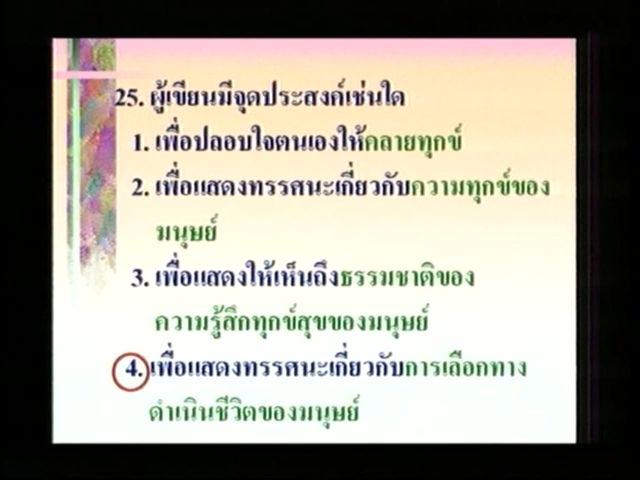 25. ผู้เขียนมีจุดประสงค์เช่นใด
1. เพื่อปลอบใจตนเองให้คลายทุกข์
2. เพื่อแสดงทรรศนะเกี่ยวกับความทุกข์ของ
มนุษย์
3. เพื่อแสดงให้เห็นถึงธรรมชาติของ
ความรู้สึกทุกข์สุขของมนุษย์
4. เพื่อแสดงทรรศนะเกี่ยวกับการเลือกทาง
ดำเนินชีวิตของมนุษย์